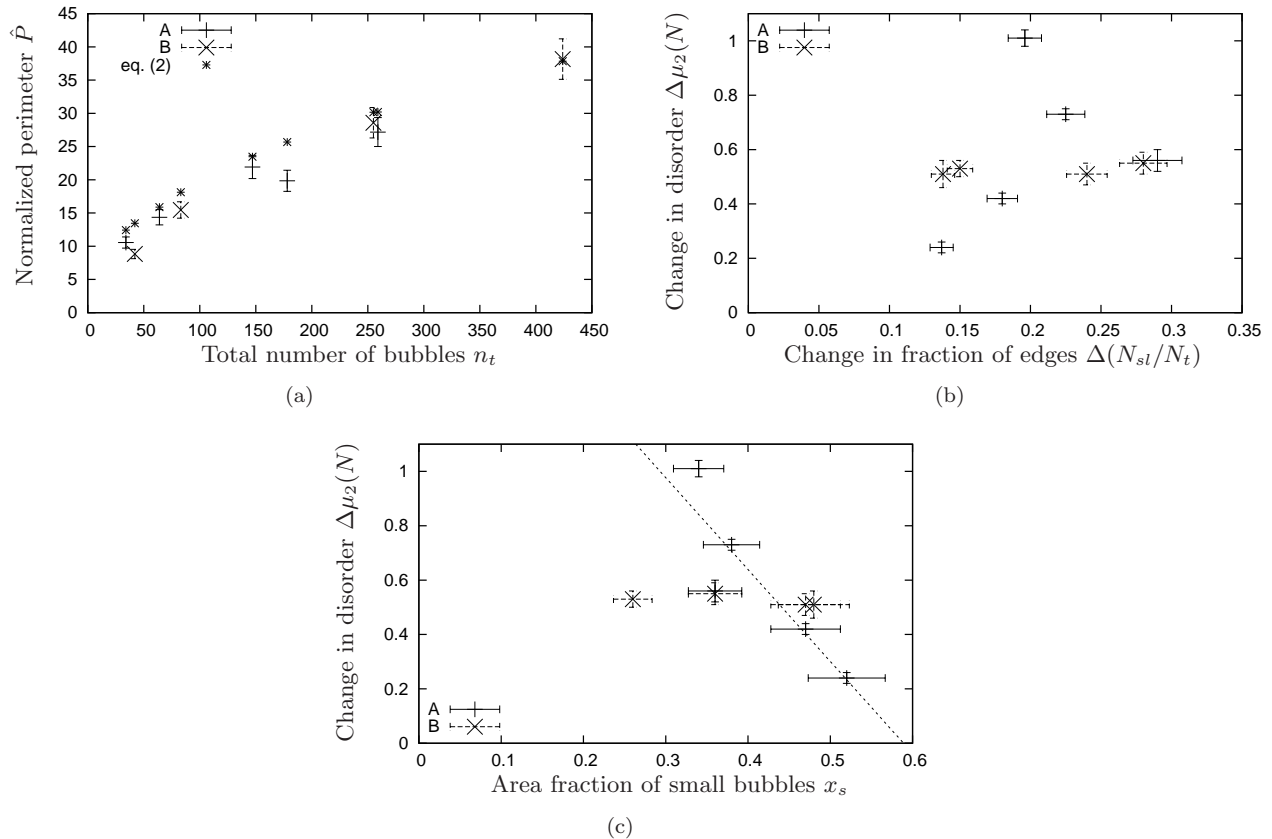 Normalized perimeter P̂
45
40
35
30
25
20
15
10
5
0
A
B
eq. (2)
0 50 100 150 200 250 300 350 400 450
Total number of bubbles n_t
(a)
Change in disorder Δμ₂(N)
1
0.8
0.6
0.4
0.2
0
A
B
0 0.05 0.1 0.15 0.2 0.25 0.3 0.35
Change in fraction of edges Δ(N_sl/N_t)
(b)
Change in disorder Δμ₂(N)
1
0.8
0.6
0.4
0.2
0
A
B
0 0.1 0.2 0.3 0.4 0.5 0.6
Area fraction of small bubbles x_s
(c)